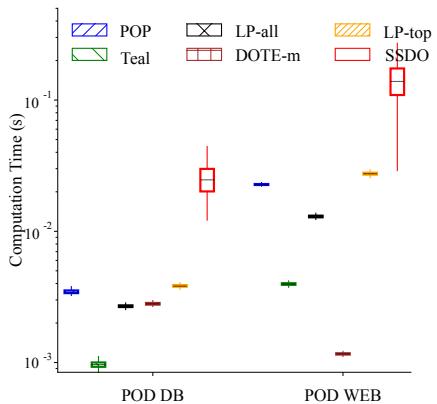 POP LP-all LP-top
Teal DOTE-m SSDO
Computation Time (s)
10⁻¹
10⁻²
10⁻³
POD DB POD WEB